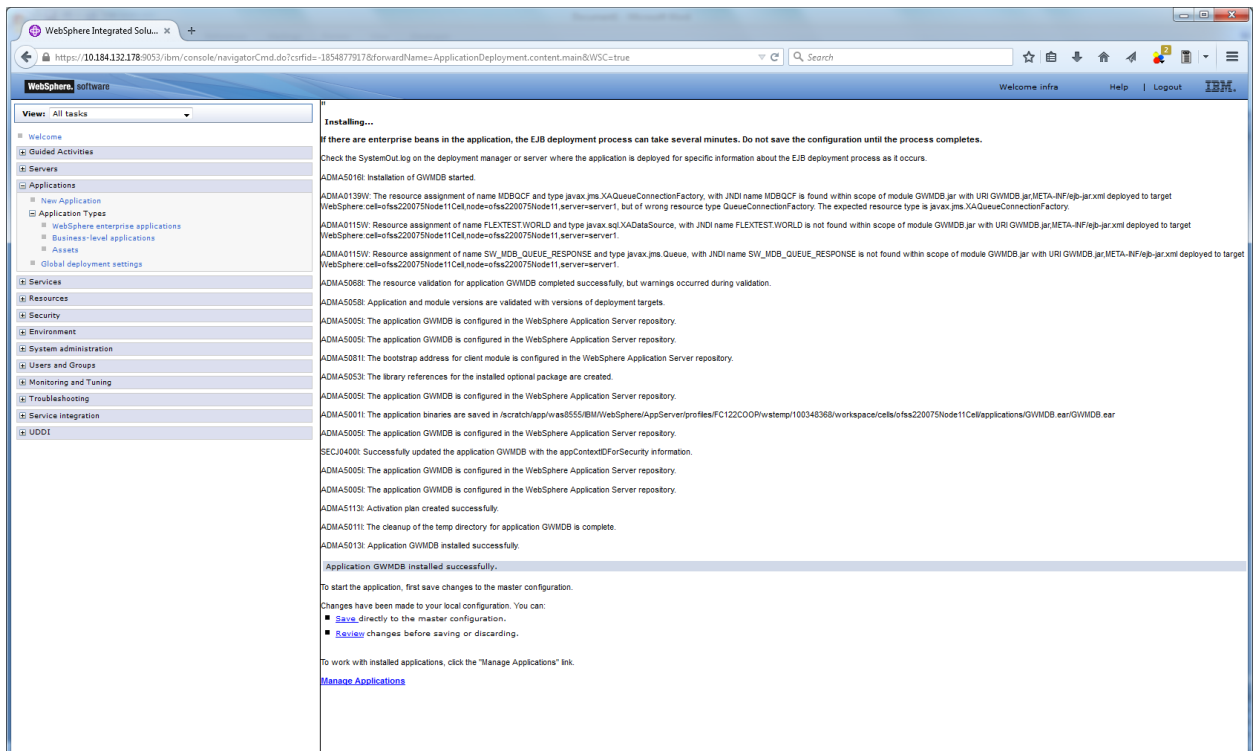 WebSphere Integrated Solu...
https://10.184.132.178:9053/ibm/console/navigatorCmd.do?csrfid=-1854877917&forwardName=ApplicationDeployment.content.main&WSC=true
Search
2
WebSphere. software
Welcome infra
Help | Logout
IBM.
View: All tasks
Welcome
Guided Activities
Servers
Applications
New Application
Application Types
WebSphere enterprise applications
Business-level applications
Assets
Global deployment settings
Services
Resources
Security
Environment
System administration
Users and Groups
Monitoring and Tuning
Troubleshooting
Service integration
UDDI
"
Installing...
If there are enterprise beans in the application, the EJB deployment process can take several minutes. Do not save the configuration until the process completes.
Check the SystemOut.log on the deployment manager or server where the application is deployed for specific information about the EJB deployment process as it occurs.
ADMA5016I: Installation of GWMDB started.
ADMA0139W: The resource assignment of name MDBQCF and type javax.jms.XAQueueConnectionFactory, with JNDI name MDBQCF is found within scope of module GWMDB.jar with URI GWMDB.jar,META-INF/ejb-jar.xml deployed to target
WebSphere:cell=ofss220075Node11Cell,node=ofss220075Node11,server=server1, but of wrong resource type QueueConnectionFactory. The expected resource type is javax.jms.XAQueueConnectionFactory.
ADMA0115W: Resource assignment of name FLEXTEST.WORLD and type javax.sql.XADataSource, with JNDI name FLEXTEST.WORLD is not found within scope of module GWMDB.jar with URI GWMDB.jar,META-INF/ejb-jar.xml deployed to target
WebSphere:cell=ofss220075Node11Cell,node=ofss220075Node11,server=server1.
ADMA0115W: Resource assignment of name SW_MDB_QUEUE_RESPONSE and type javax.jms.Queue, with JNDI name SW_MDB_QUEUE_RESPONSE is not found within scope of module GWMDB.jar with URI GWMDB.jar,META-INF/ejb-jar.xml deployed to target
WebSphere:cell=ofss220075Node11Cell,node=ofss220075Node11,server=server1.
ADMA5068I: The resource validation for application GWMDB completed successfully, but warnings occurred during validation.
ADMA5058I: Application and module versions are validated with versions of deployment targets.
ADMA5005I: The application GWMDB is configured in the WebSphere Application Server repository.
ADMA5005I: The application GWMDB is configured in the WebSphere Application Server repository.
ADMA5081I: The bootstrap address for client module is configured in the WebSphere Application Server repository.
ADMA5053I: The library references for the installed optional package are created.
ADMA5005I: The application GWMDB is configured in the WebSphere Application Server repository.
ADMA5001I: The application binaries are saved in /scratch/app/was8555/IBM/WebSphere/AppServer/profiles/FC122COOP/wstemp/100348368/workspace/cells/ofss220075Node11Cell/applications/GWMDB.ear/GWMDB.ear
ADMA5005I: The application GWMDB is configured in the WebSphere Application Server repository.
SECJ0400I: Successfully updated the application GWMDB with the appContextIDForSecurity information.
ADMA5005I: The application GWMDB is configured in the WebSphere Application Server repository.
ADMA5005I: The application GWMDB is configured in the WebSphere Application Server repository.
ADMA5113I: Activation plan created successfully.
ADMA5011I: The cleanup of the temp directory for application GWMDB is complete.
ADMA5013I: Application GWMDB installed successfully.
Application GWMDB installed successfully.
To start the application, first save changes to the master configuration.
Changes have been made to your local configuration. You can:
Save directly to the master configuration.
Review changes before saving or discarding.
To work with installed applications, click the "Manage Applications" link.
Manage Applications